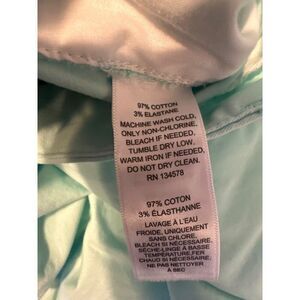 97% COTTON
3% ELASTANE
MACHINE WASH COLD,
ONLY NON-CHLORINE,
BLEACH IF NEEDED,
TUMBLE DRY LOW.
WARM IRON IF NEEDED,
DO NOT DRY CLEAN.
RN 134578
97% COTON
3% ÉLASTHANNE
LAVAGE À L'EAU
FROIDE, UNIQUEMENT
SANS CHLORE.
BLEACH SI NÉCESSAIRE,
SÈCHE-LINGE À BASSE
TEMPÉRATURE,FER
CHAUD SI NÉCESSAIRE,
NE PAS NETTOYER
À SEC